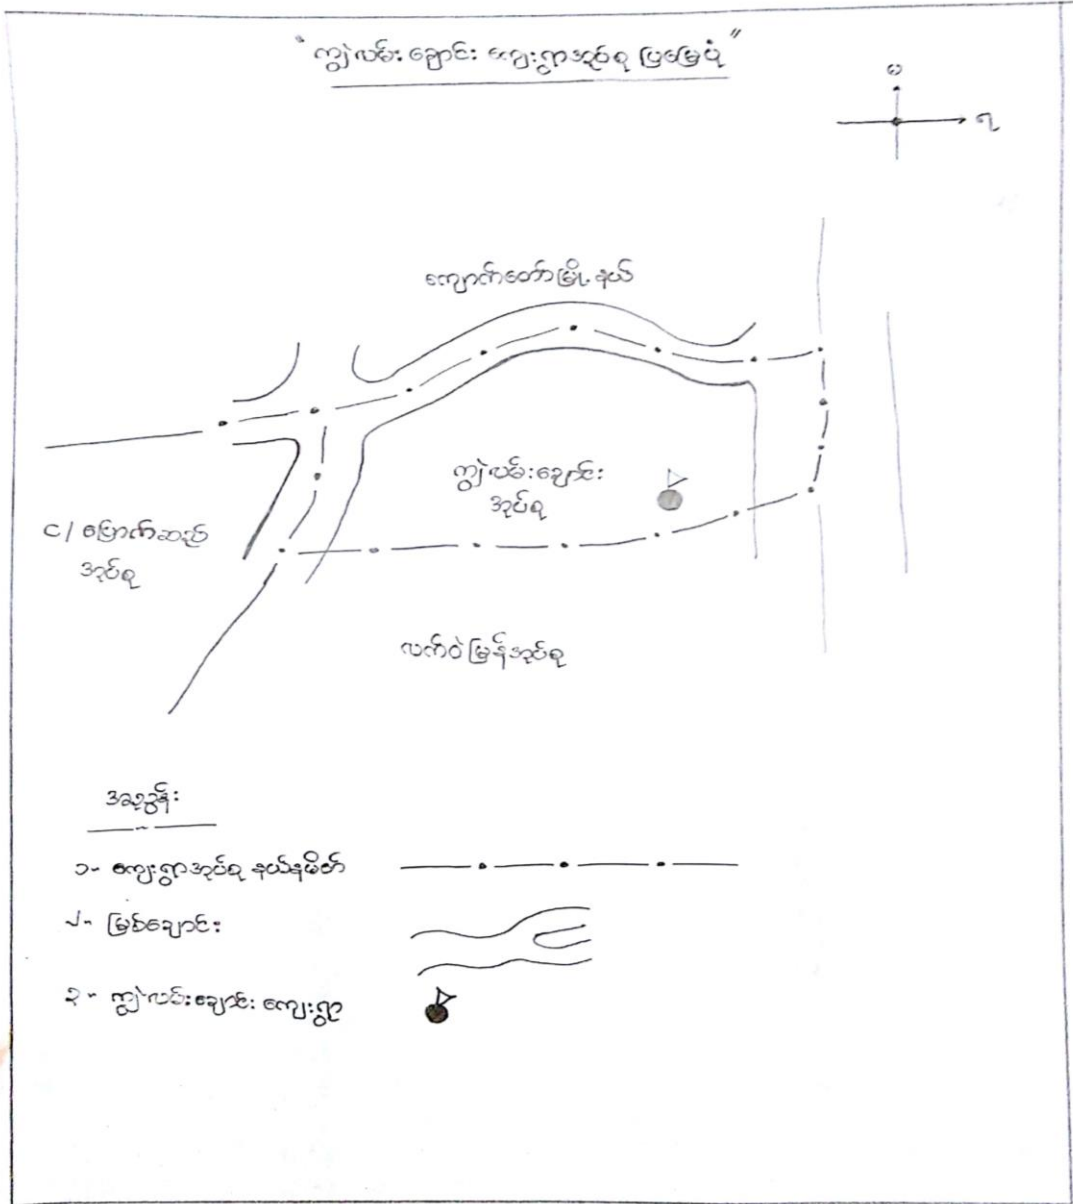 "ကျွဲလမ်းချောင်း ကျေးရွာအုပ်စု ပြမြေပုံ"
မ
ရ
ကျောက်တော်မြို့နယ်
ကျွဲလမ်းချောင်း
အုပ်စု
င/မြောက်ဆည်
အုပ်စု
လက်ဝဲမြန်အုပ်စု
အညွှန်း
၁- ကျေးရွာအုပ်စု နယ်နမိတ်
၂- မြစ်ချောင်း
၃- ကျွဲလမ်းချောင်း ကျေးရွာ